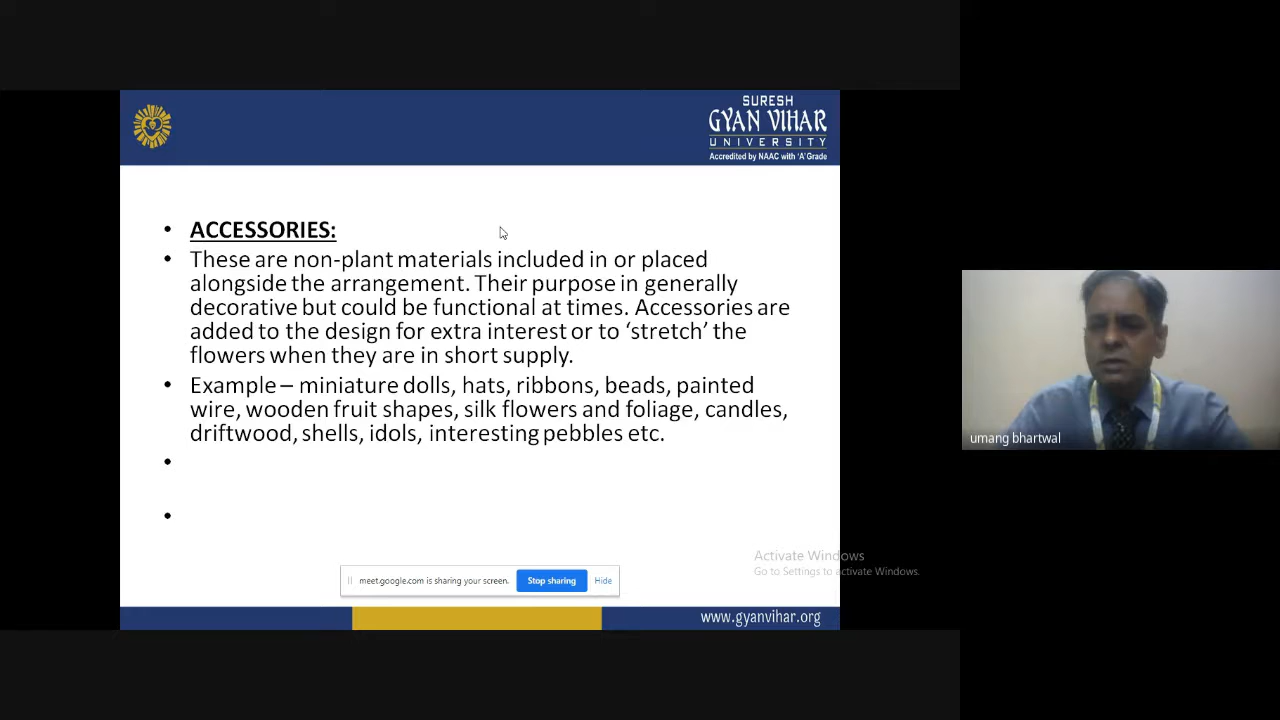 SURESH
GYAN VIHAR
UNIVERSITY
Accredited by NAAC with 'A' Grade
• ACCESSORIES:
• These are non-plant materials included in or placed
alongside the arrangement. Their purpose in generally
decorative but could be functional at times. Accessories are
added to the design for extra interest or to ‘stretch’ the
flowers when they are in short supply.
• Example – miniature dolls, hats, ribbons, beads, painted
wire, wooden fruit shapes, silk flowers and foliage, candles,
driftwood, shells, idols, interesting pebbles etc.
•
•
umang bhartwal
Activate Windows
Go to Settings to activate Windows.
meet.google.com is sharing your screen. Stop sharing Hide
www.gyanvihar.org